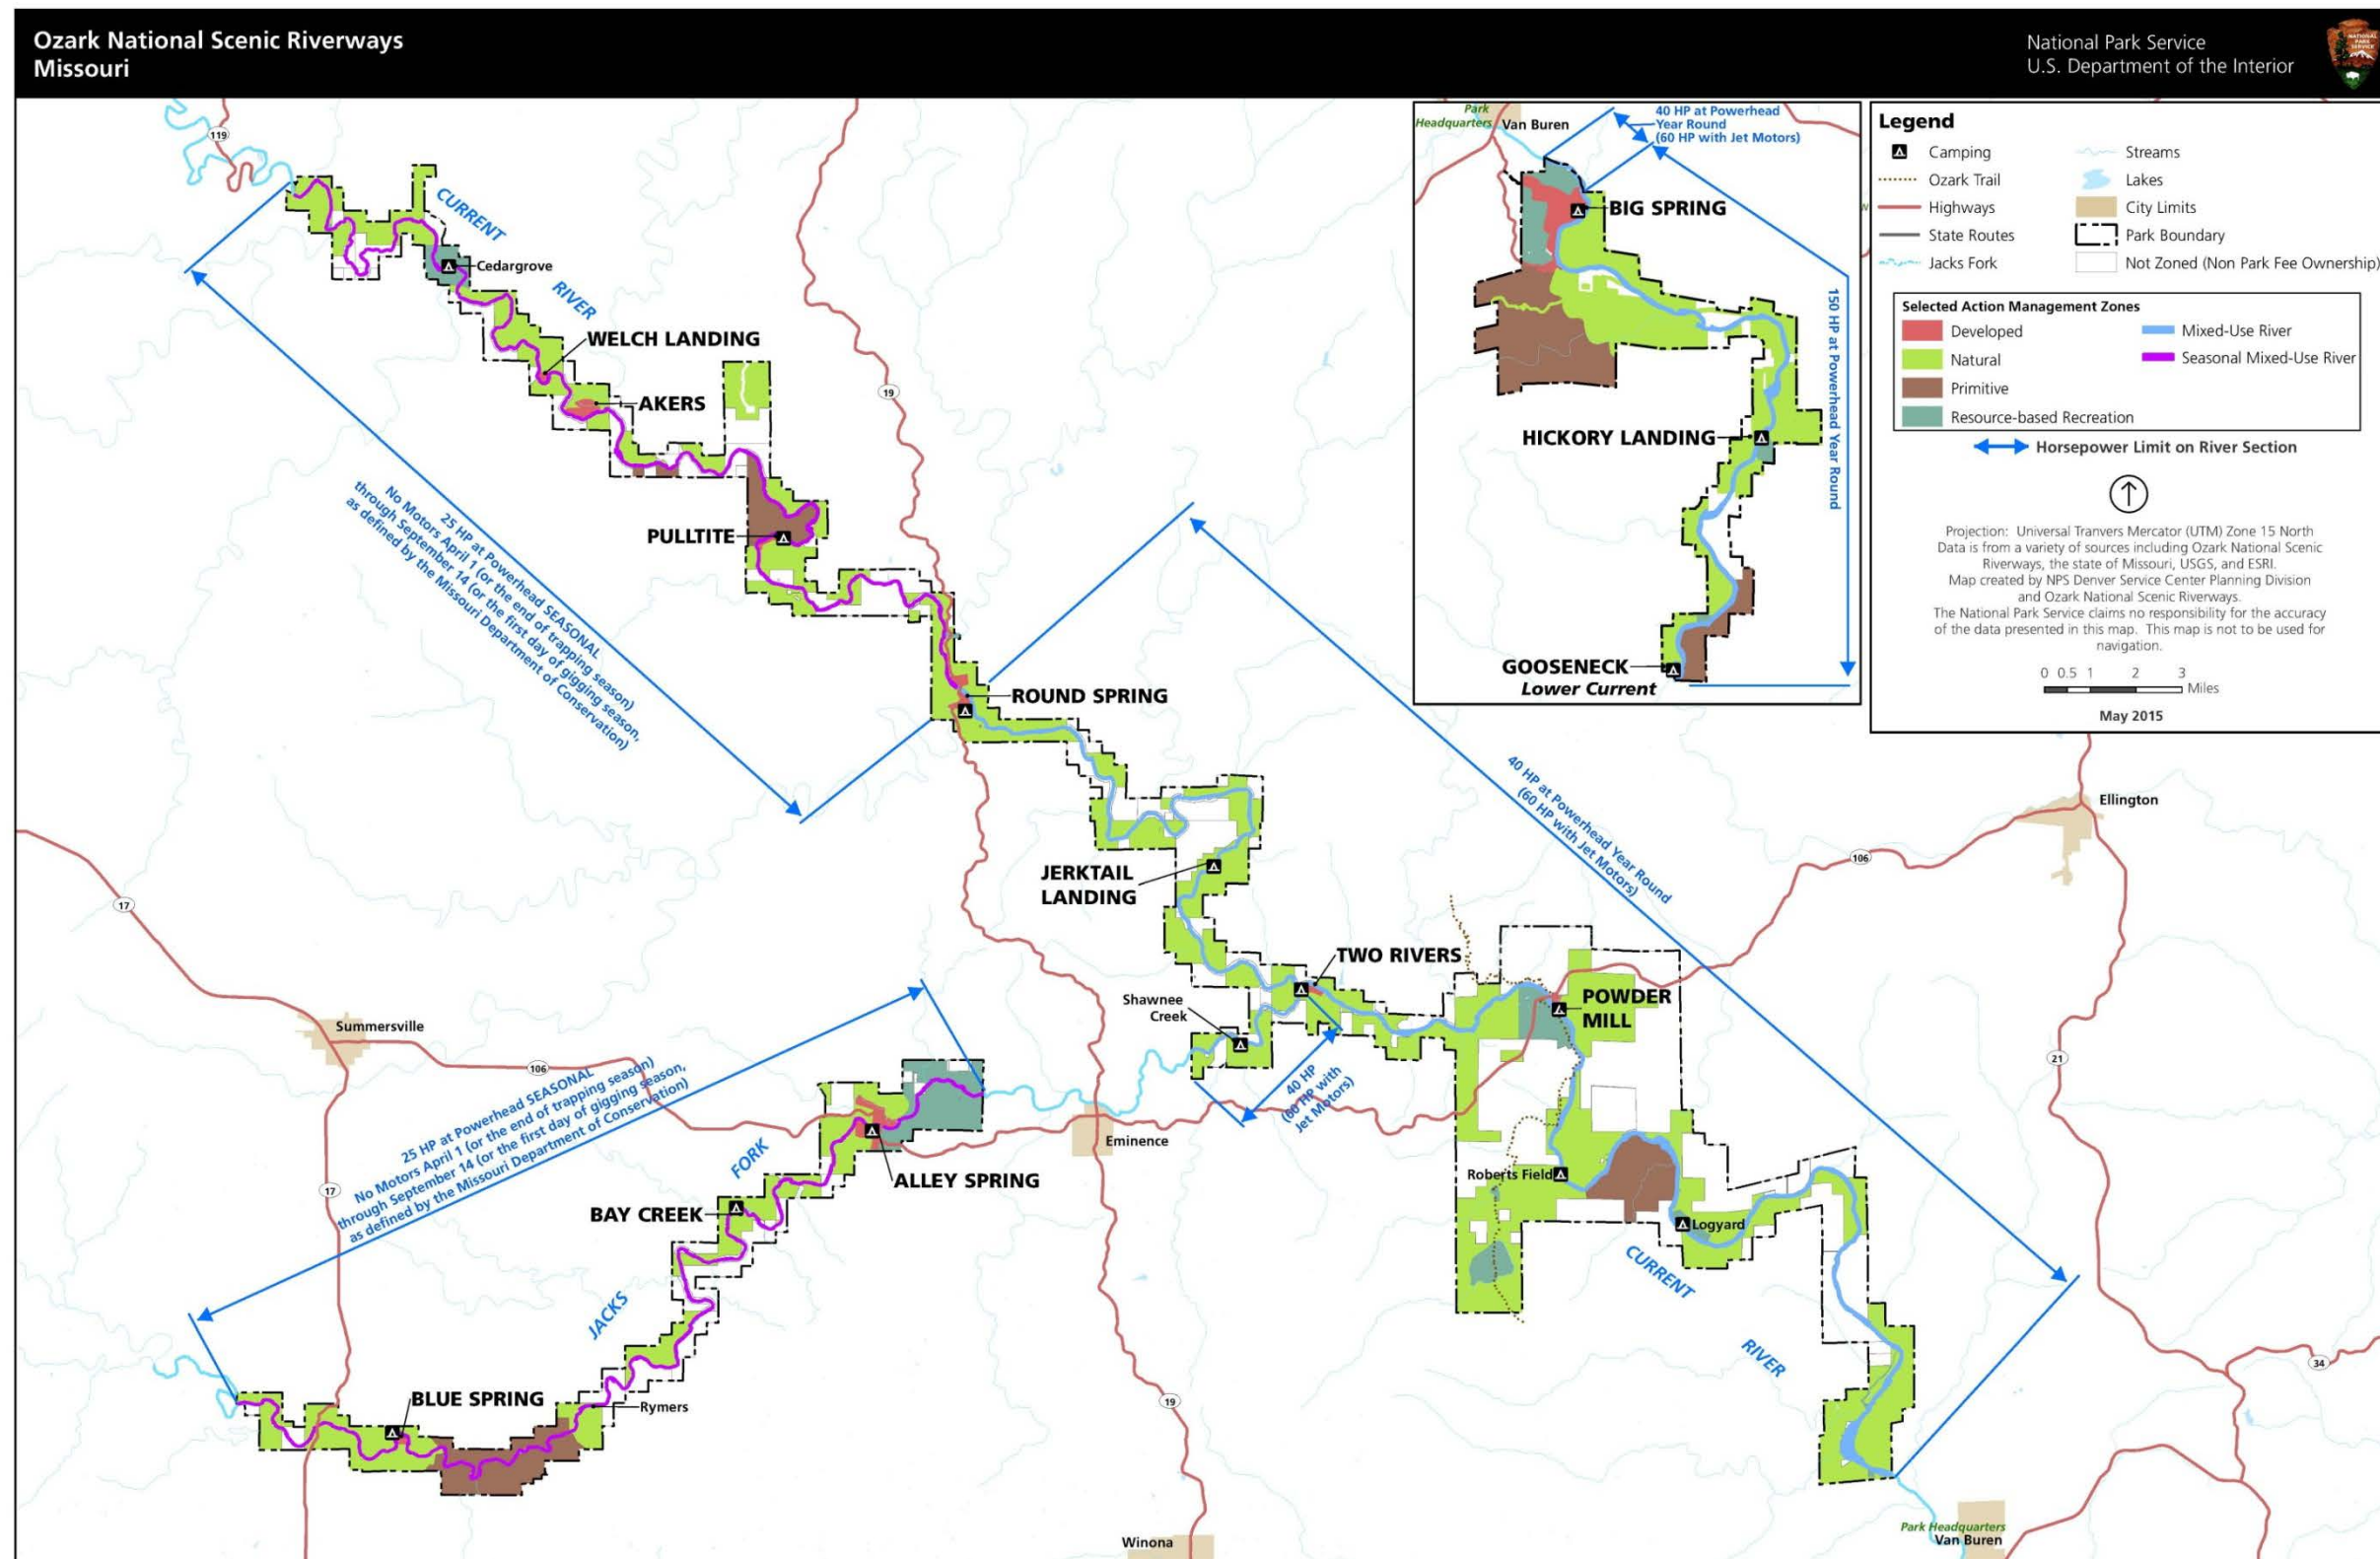 Ozark National Scenic Riverways
Missouri
National Park Service
U.S. Department of the Interior
NATIONAL
PARK
SERVICE
119
CURRENT
RIVER
Cedargrove
WELCH LANDING
AKERS
19
PULLTITE
25 HP at Powerhead SEASONAL
No Motors April 1 (or the end of trapping season)
through September 14 (or the first day of gigging season,
as defined by the Missouri Department of Conservation)
ROUND SPRING
40 HP at Powerhead Year Round
(60 HP with Jet Motors)
JERKTAIL
LANDING
TWO RIVERS
Shawnee
Creek
POWDER
MILL
40 HP
(60 HP with
Jet Motors)
17
Summersville
106
25 HP at Powerhead SEASONAL
No Motors April 1 (or the end of trapping season)
through September 14 (or the first day of gigging season,
as defined by the Missouri Department of Conservation)
17
FORK
JACKS
ALLEY SPRING
BAY CREEK
Eminence
BLUE SPRING
Rymers
Roberts Field
Logyard
CURRENT
RIVER
19
Winona
106
Ellington
21
34
Park Headquarters
Van Buren
Park
Headquarters
Van Buren
40 HP at Powerhead
Year Round
(60 HP with Jet Motors)
BIG SPRING
150 HP at Powerhead Year Round
HICKORY LANDING
GOOSENECK
Lower Current
Legend
Camping
Ozark Trail
Highways
State Routes
Jacks Fork
Streams
Lakes
City Limits
Park Boundary
Not Zoned (Non Park Fee Ownership)
Selected Action Management Zones
Developed
Natural
Primitive
Resource-based Recreation
Mixed-Use River
Seasonal Mixed-Use River
Horsepower Limit on River Section
Projection: Universal Tranvers Mercator (UTM) Zone 15 North
Data is from a variety of sources including Ozark National Scenic
Riverways, the state of Missouri, USGS, and ESRI.
Map created by NPS Denver Service Center Planning Division
and Ozark National Scenic Riverways.
The National Park Service claims no responsibility for the accuracy
of the data presented in this map. This map is not to be used for
navigation.
0 0.5 1 2 3
Miles
May 2015